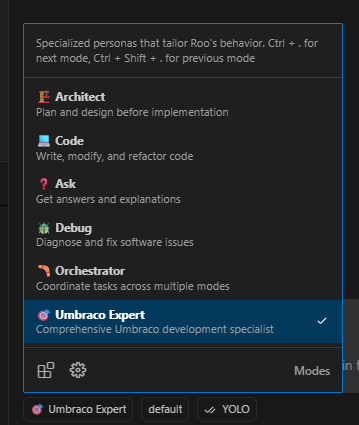 Specialized personas that tailor Roo's behavior. Ctrl + . for
next mode, Ctrl + Shift + . for previous mode
Architect
Plan and design before implementation
Code
Write, modify, and refactor code
Ask
Get answers and explanations
Debug
Diagnose and fix software issues
Orchestrator
Coordinate tasks across multiple modes
Umbraco Expert
Comprehensive Umbraco development specialist
Modes
in f
Umbraco Expert default YOLO